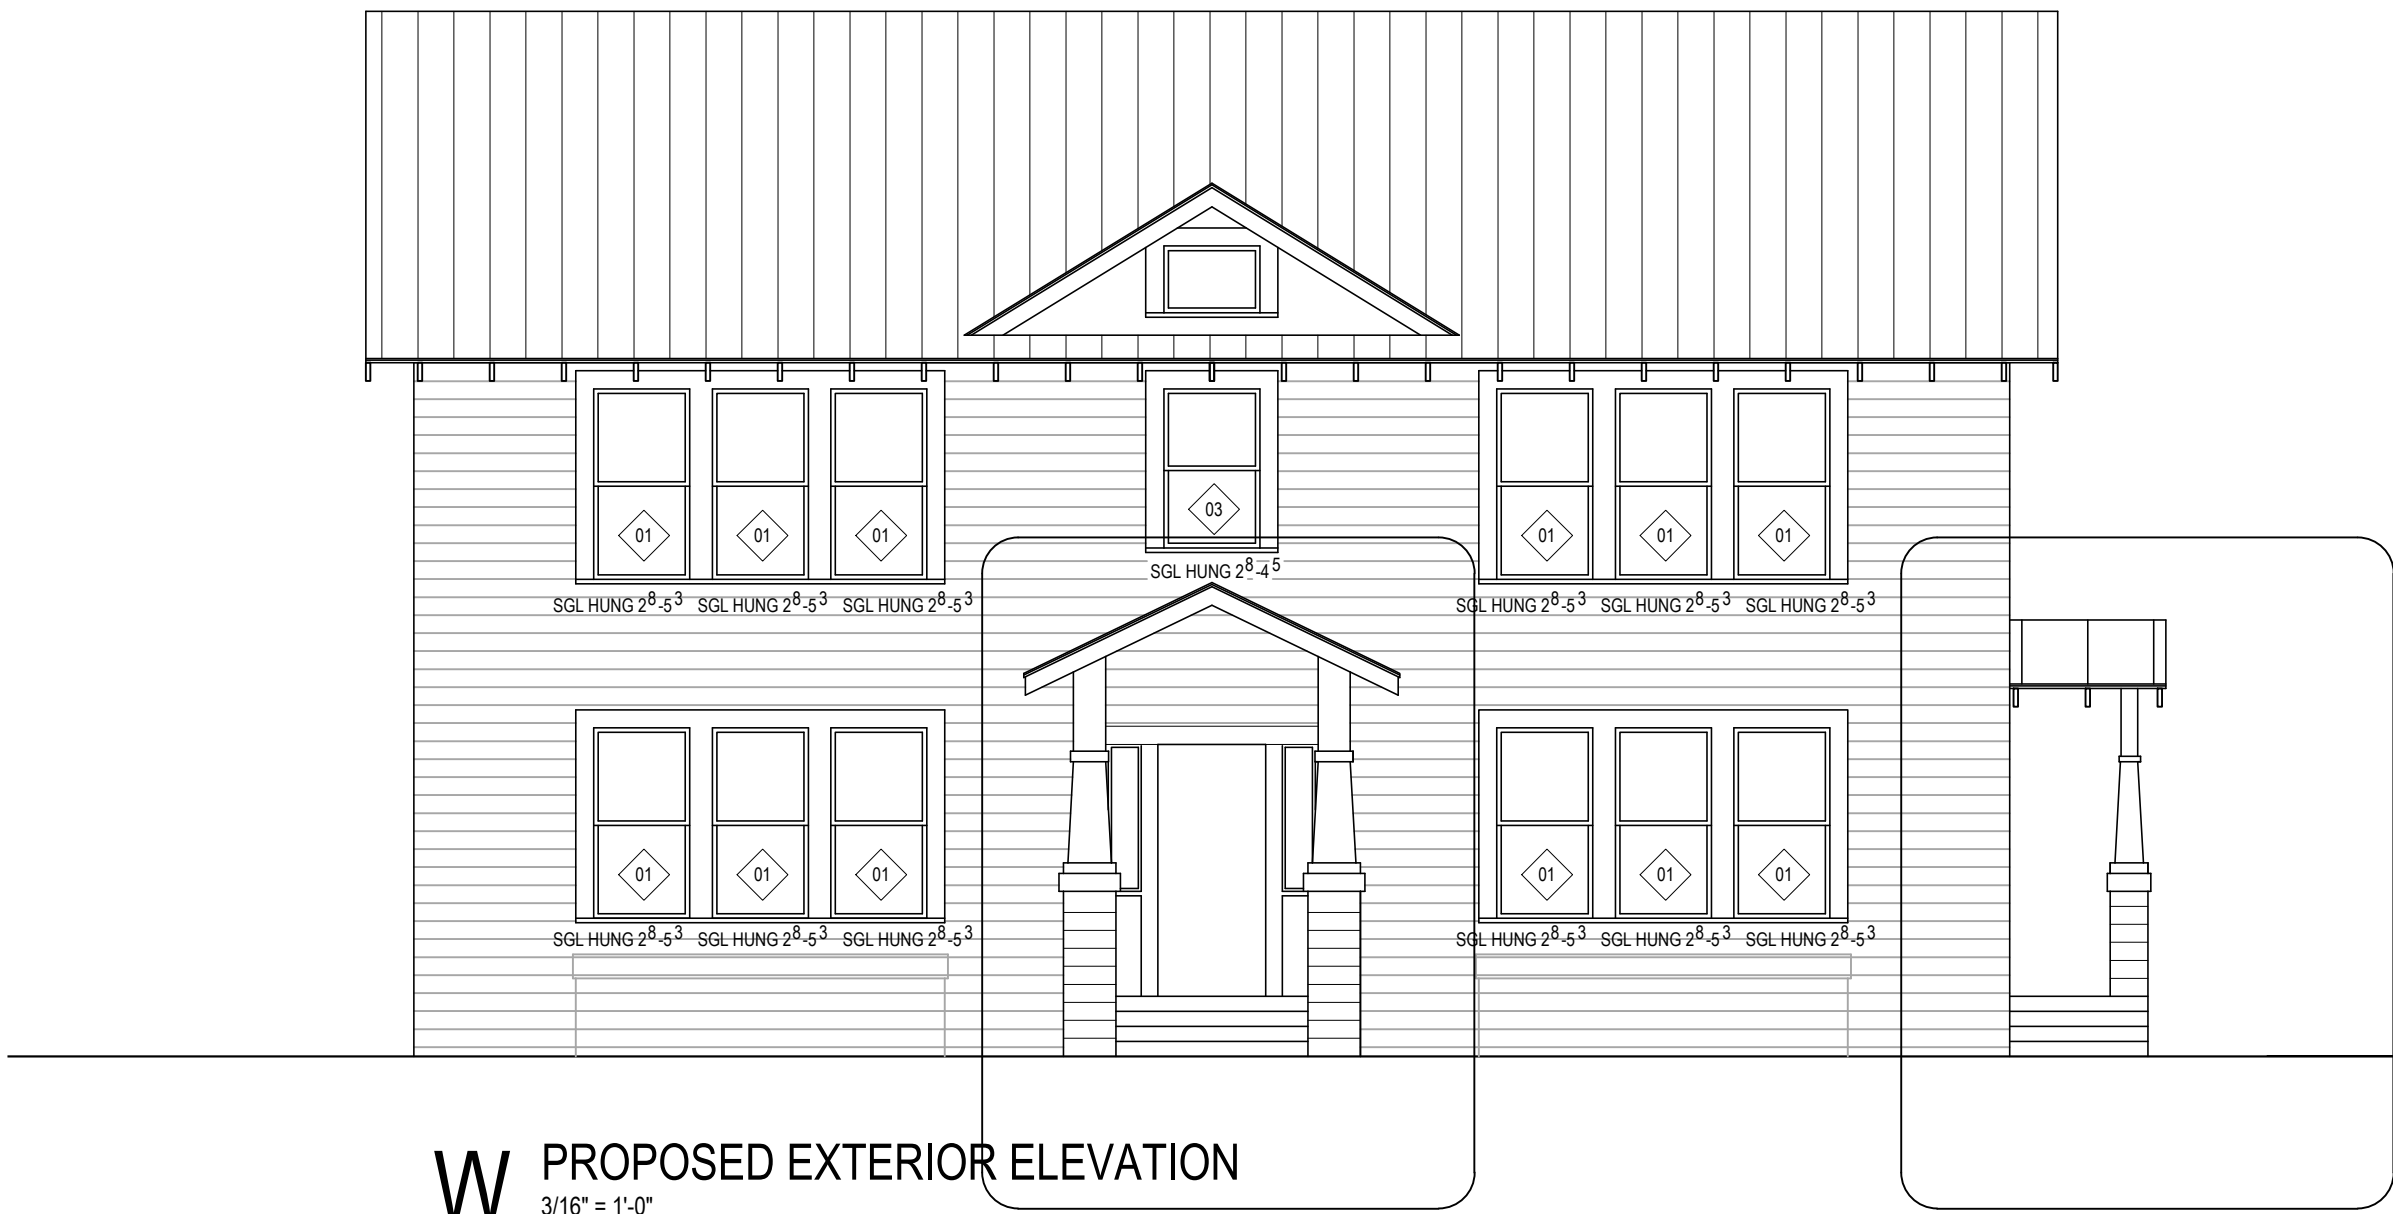 01 01 01 03 01 01 01
SGL HUNG 2⁸-4⁵
SGL HUNG 2⁸-5³ SGL HUNG 2⁸-5³ SGL HUNG 2⁸-5³ SGL HUNG 2⁸-5³ SGL HUNG 2⁸-5³ SGL HUNG 2⁸-5³
01 01 01 01 01 01
SGL HUNG 2⁸-5³ SGL HUNG 2⁸-5³ SGL HUNG 2⁸-5³ SGL HUNG 2⁸-5³ SGL HUNG 2⁸-5³ SGL HUNG 2⁸-5³
W PROPOSED EXTERIOR ELEVATION
3/16" = 1'-0"